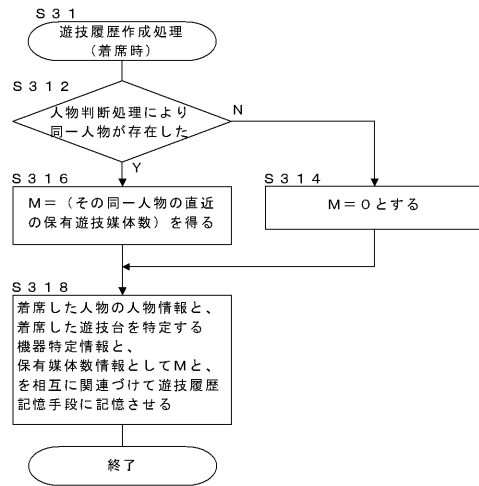 S31
遊技履歴作成処理
(着席時)
S312
人物判断処理により
同一人物が存在した
N
Y
S316
M=(その同一人物の直近
の保有遊技媒体数)を得る
S314
M=0とする
S318
着席した人物の人物情報と、
着席した遊技台を特定する
機器特定情報と、
保有媒体数情報としてMと、
を相互に関連づけて遊技履歴
記憶手段に記憶させる
終了